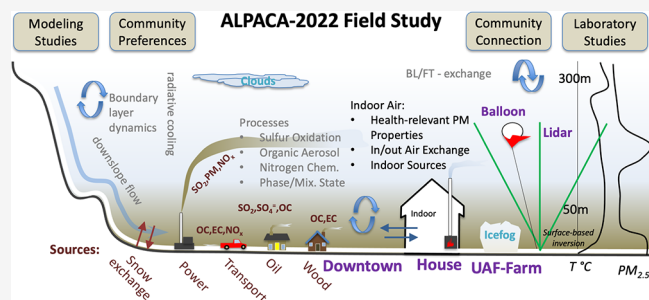 ALPACA-2022 Field Study
Modeling
Studies
Community
Preferences
Community
Connection
Laboratory
Studies
Boundary
layer
dynamics
radiative cooling
downslope flow
Clouds
BL/FT - exchange
300m
Processes
• Sulfur Oxidation
• Organic Aerosol
• Nitrogen Chem.
• Phase/Mix. State
Indoor Air:
• Health-relevant PM
Properties
• In/out Air Exchange
• Indoor Sources
Balloon
Lidar
SO₂,PM,NOₓ
OC,EC,NOₓ
SO₂,SO₄⁼,OC
OC,EC
Indoor
Icefog
50m
Surface-based
inversion
Sources:
Snow
exchange
Power
Transport
Oil
Wood
Downtown
House
UAF-Farm
T °C
PM₂.₅